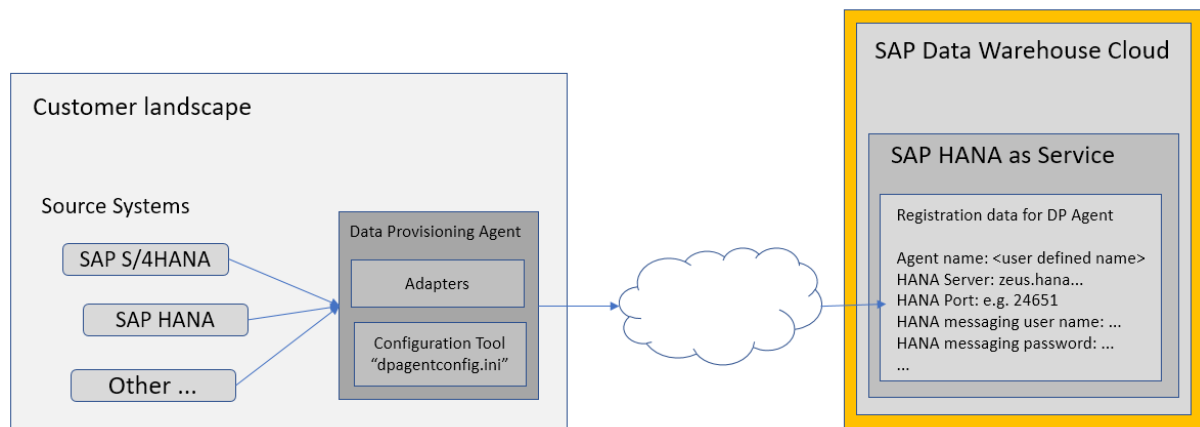 Customer landscape
Source Systems
SAP S/4HANA
SAP HANA
Other ...
Data Provisioning Agent
Adapters
Configuration Tool
“dpagentconfig.ini”
SAP Data Warehouse Cloud
SAP HANA as Service
Registration data for DP Agent
Agent name: <user defined name>
HANA Server: zeus.hana...
HANA Port: e.g. 24651
HANA messaging user name: ...
HANA messaging password: ...
...